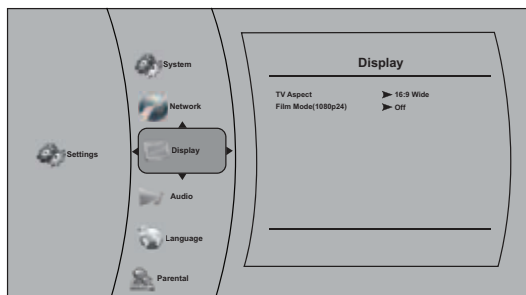 Settings
System
Network
Display
Audio
Language
Parental
Display
TV Aspect 16:9 Wide
Film Mode(1080p24) Off